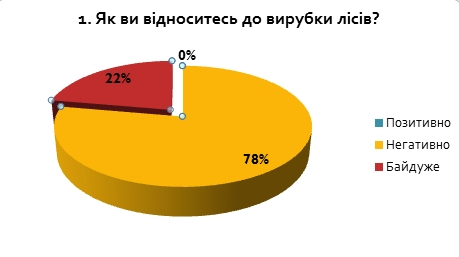 1. Як ви відноситесь до вирубки лісів?
0%
22%
78%
Позитивно
Негативно
Байдуже